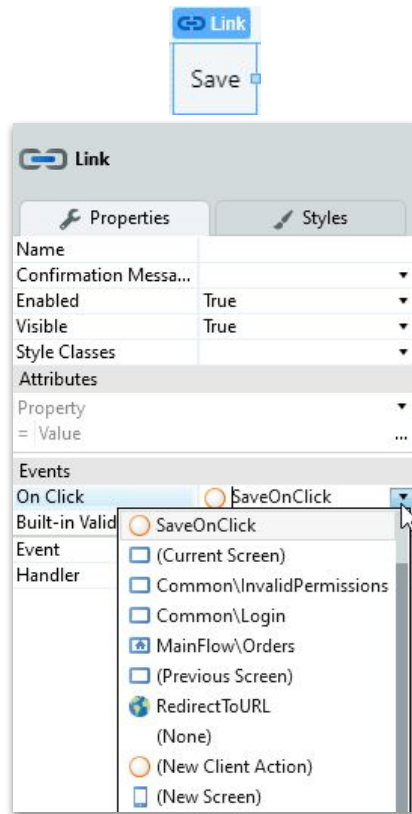 Link
Save
Link
Properties Styles
Name
Confirmation Messa...
Enabled True
Visible True
Style Classes
Attributes
Property
= Value ...
Events
On Click SaveOnClick
Built-in Valid
SaveOnClick
Event
(Current Screen)
Handler
Common\InvalidPermissions
Common\Login
MainFlow\Orders
(Previous Screen)
RedirectToURL
(None)
(New Client Action)
(New Screen)